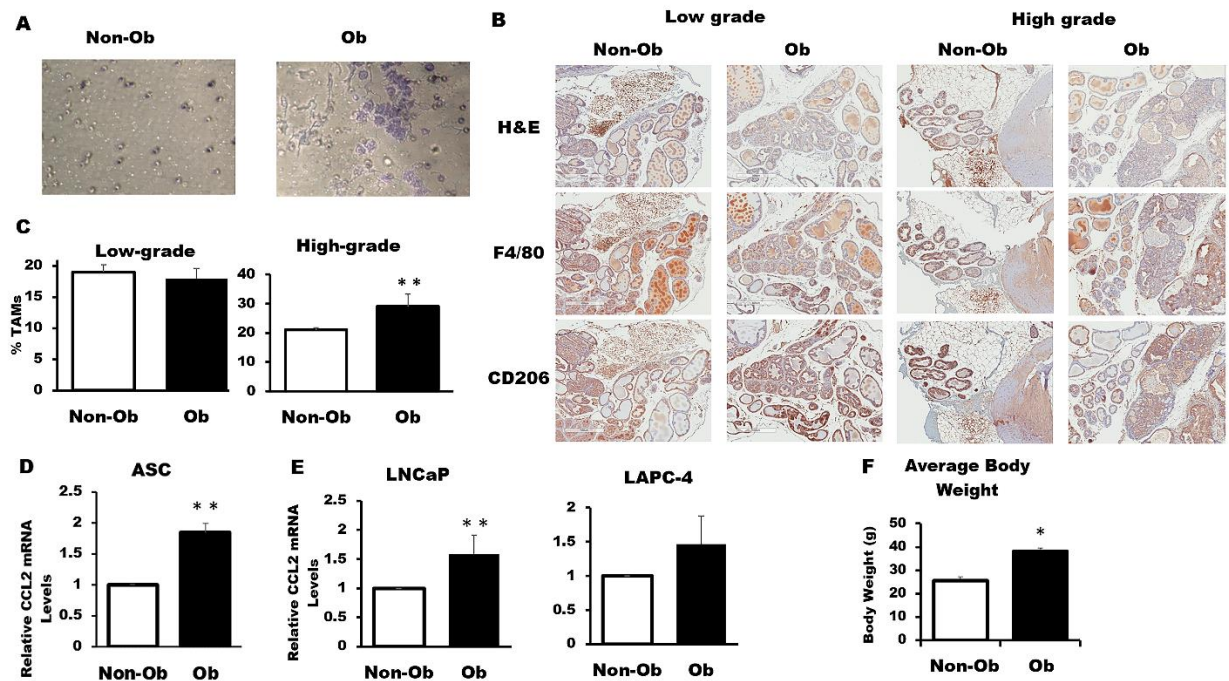 A
Non-Ob Ob
B
Low grade High grade
Non-Ob Ob Non-Ob Ob
H&E
F4/80
CD206
C
Low-grade
% TAMs
20
15
10
5
0
Non-Ob Ob
High-grade
**
40
30
20
10
0
Non-Ob Ob
D
ASC
Relative CCL2 mRNA
Levels
2.5
2
1.5
1
0.5
0
**
Non-Ob Ob
E
LNCaP
Relative CCL2 mRNA
Levels
2.5
2
1.5
1
0.5
0
**
Non-Ob Ob
LAPC-4
2
1.5
1
0.5
0
Non-Ob Ob
F
Average Body
Weight
Body Weight (g)
50
40
30
20
10
0
*
Non-Ob Ob